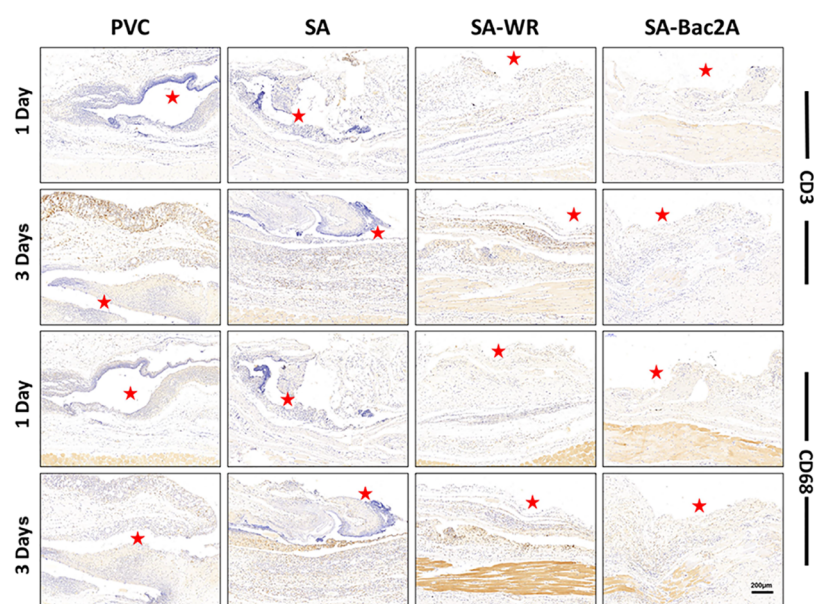 PVC SA SA-WR SA-Bac2A
1 Day
CD3
3 Days
1 Day
CD68
3 Days
200μm